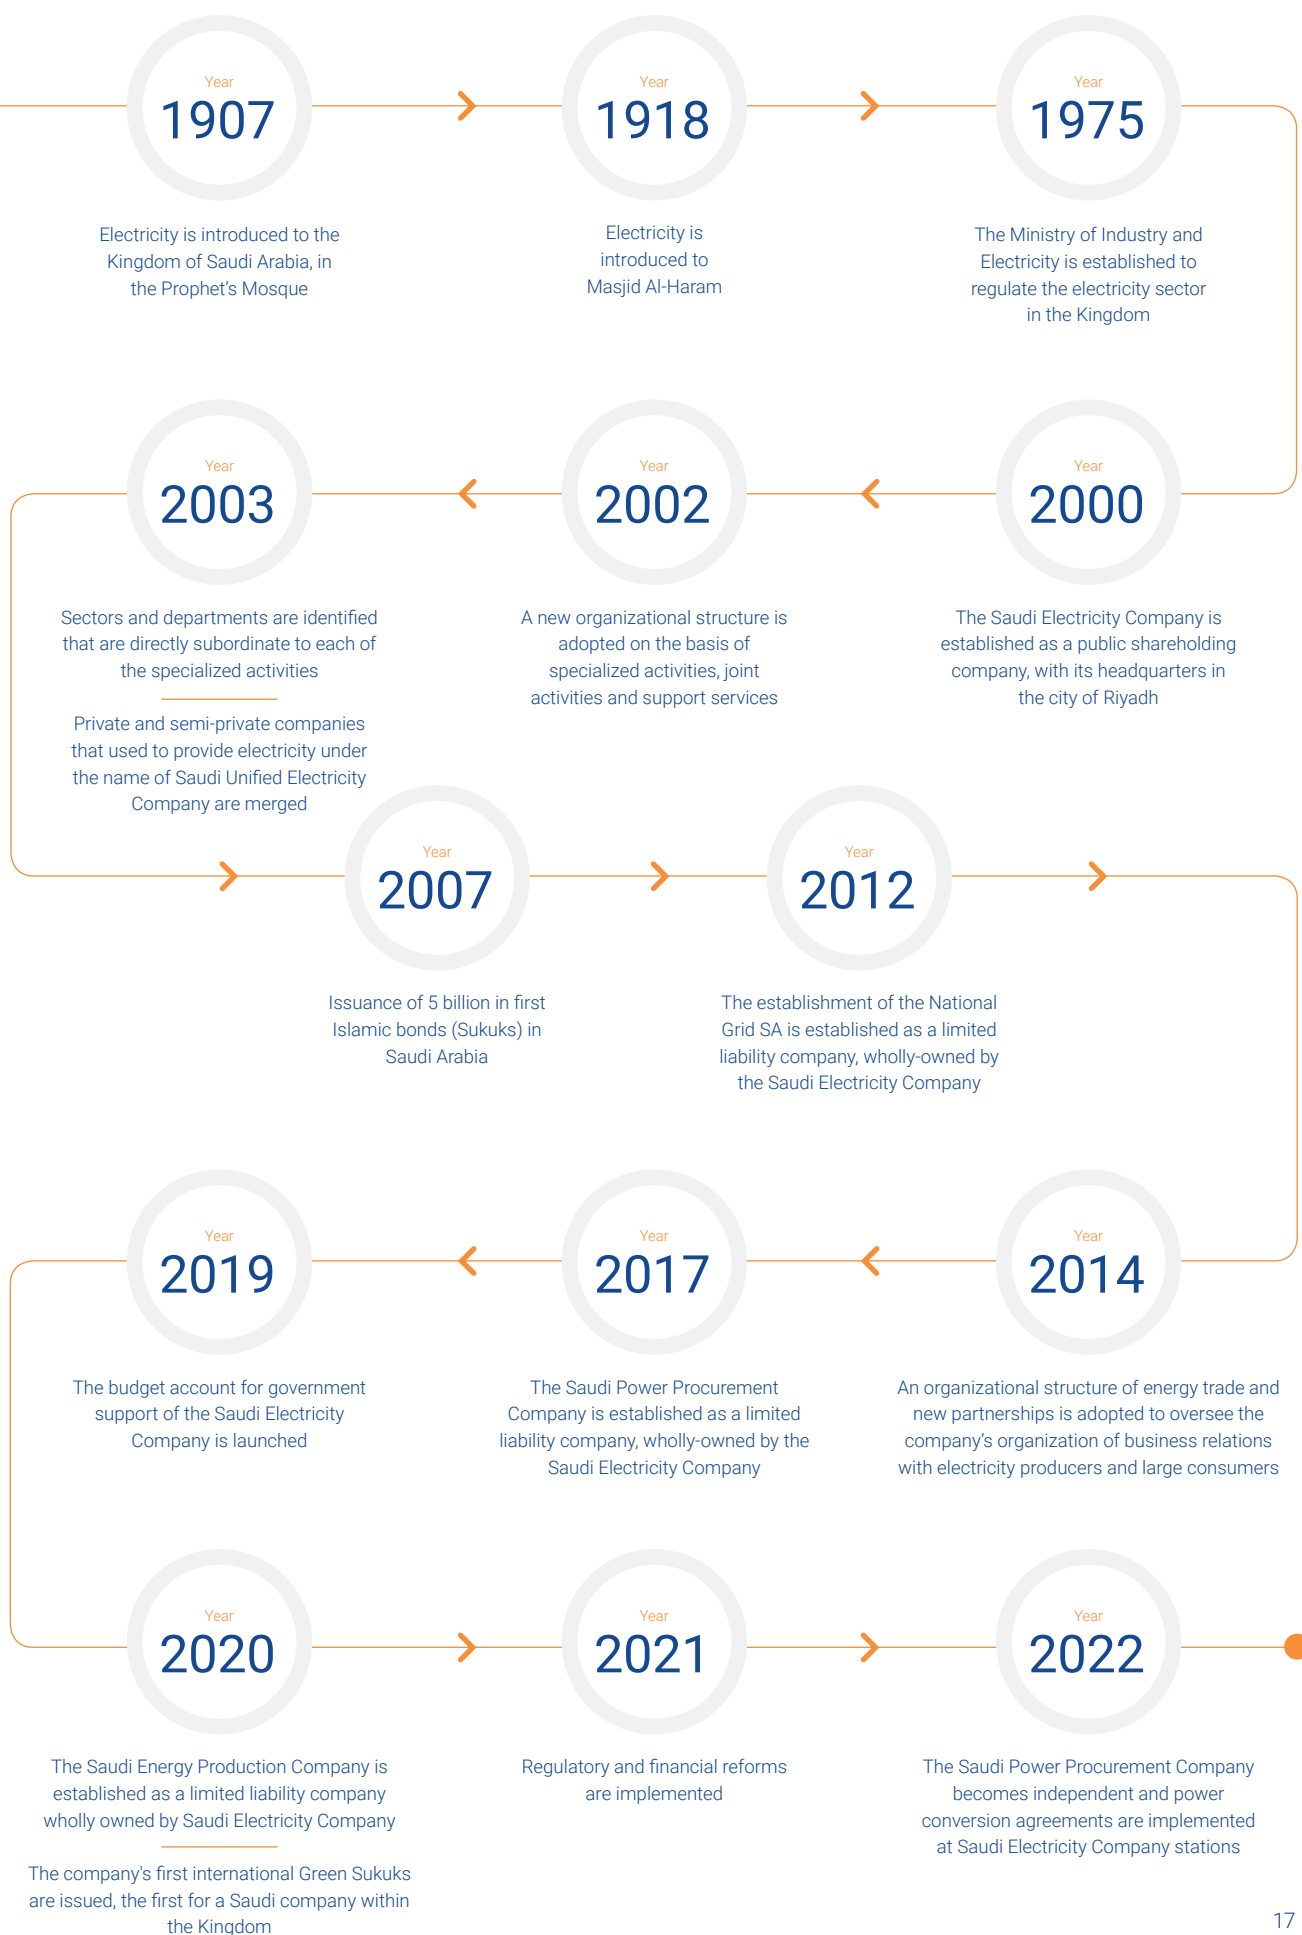 Year
1907
Electricity is introduced to the
Kingdom of Saudi Arabia, in
the Prophet's Mosque
Year
1918
Electricity is
introduced to
Masjid Al-Haram
Year
1975
The Ministry of Industry and
Electricity is established to
regulate the electricity sector
in the Kingdom
Year
2000
The Saudi Electricity Company is
established as a public shareholding
company, with its headquarters in
the city of Riyadh
Year
2002
A new organizational structure is
adopted on the basis of
specialized activities, joint
activities and support services
Year
2003
Sectors and departments are identified
that are directly subordinate to each of
the specialized activities
Private and semi-private companies
that used to provide electricity under
the name of Saudi Unified Electricity
Company are merged
Year
2007
Issuance of 5 billion in first
Islamic bonds (Sukuks) in
Saudi Arabia
Year
2012
The establishment of the National
Grid SA is established as a limited
liability company, wholly-owned by
the Saudi Electricity Company
Year
2014
An organizational structure of energy trade and
new partnerships is adopted to oversee the
company's organization of business relations
with electricity producers and large consumers
Year
2017
The Saudi Power Procurement
Company is established as a limited
liability company, wholly-owned by the
Saudi Electricity Company
Year
2019
The budget account for government
support of the Saudi Electricity
Company is launched
Year
2020
The Saudi Energy Production Company is
established as a limited liability company
wholly owned by Saudi Electricity Company
The company's first international Green Sukuks
are issued, the first for a Saudi company within
the Kingdom
Year
2021
Regulatory and financial reforms
are implemented
Year
2022
The Saudi Power Procurement Company
becomes independent and power
conversion agreements are implemented
at Saudi Electricity Company stations
17